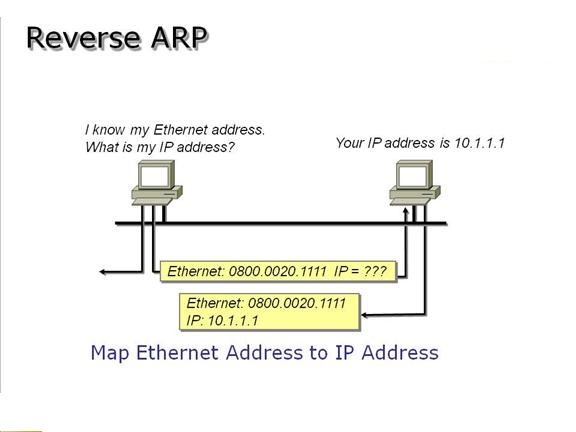 Reverse ARP
I know my Ethernet address.
What is my IP address?
Your IP address is 10.1.1.1
Ethernet: 0800.0020.1111 IP = ???
Ethernet: 0800.0020.1111
IP: 10.1.1.1
Map Ethernet Address to IP Address